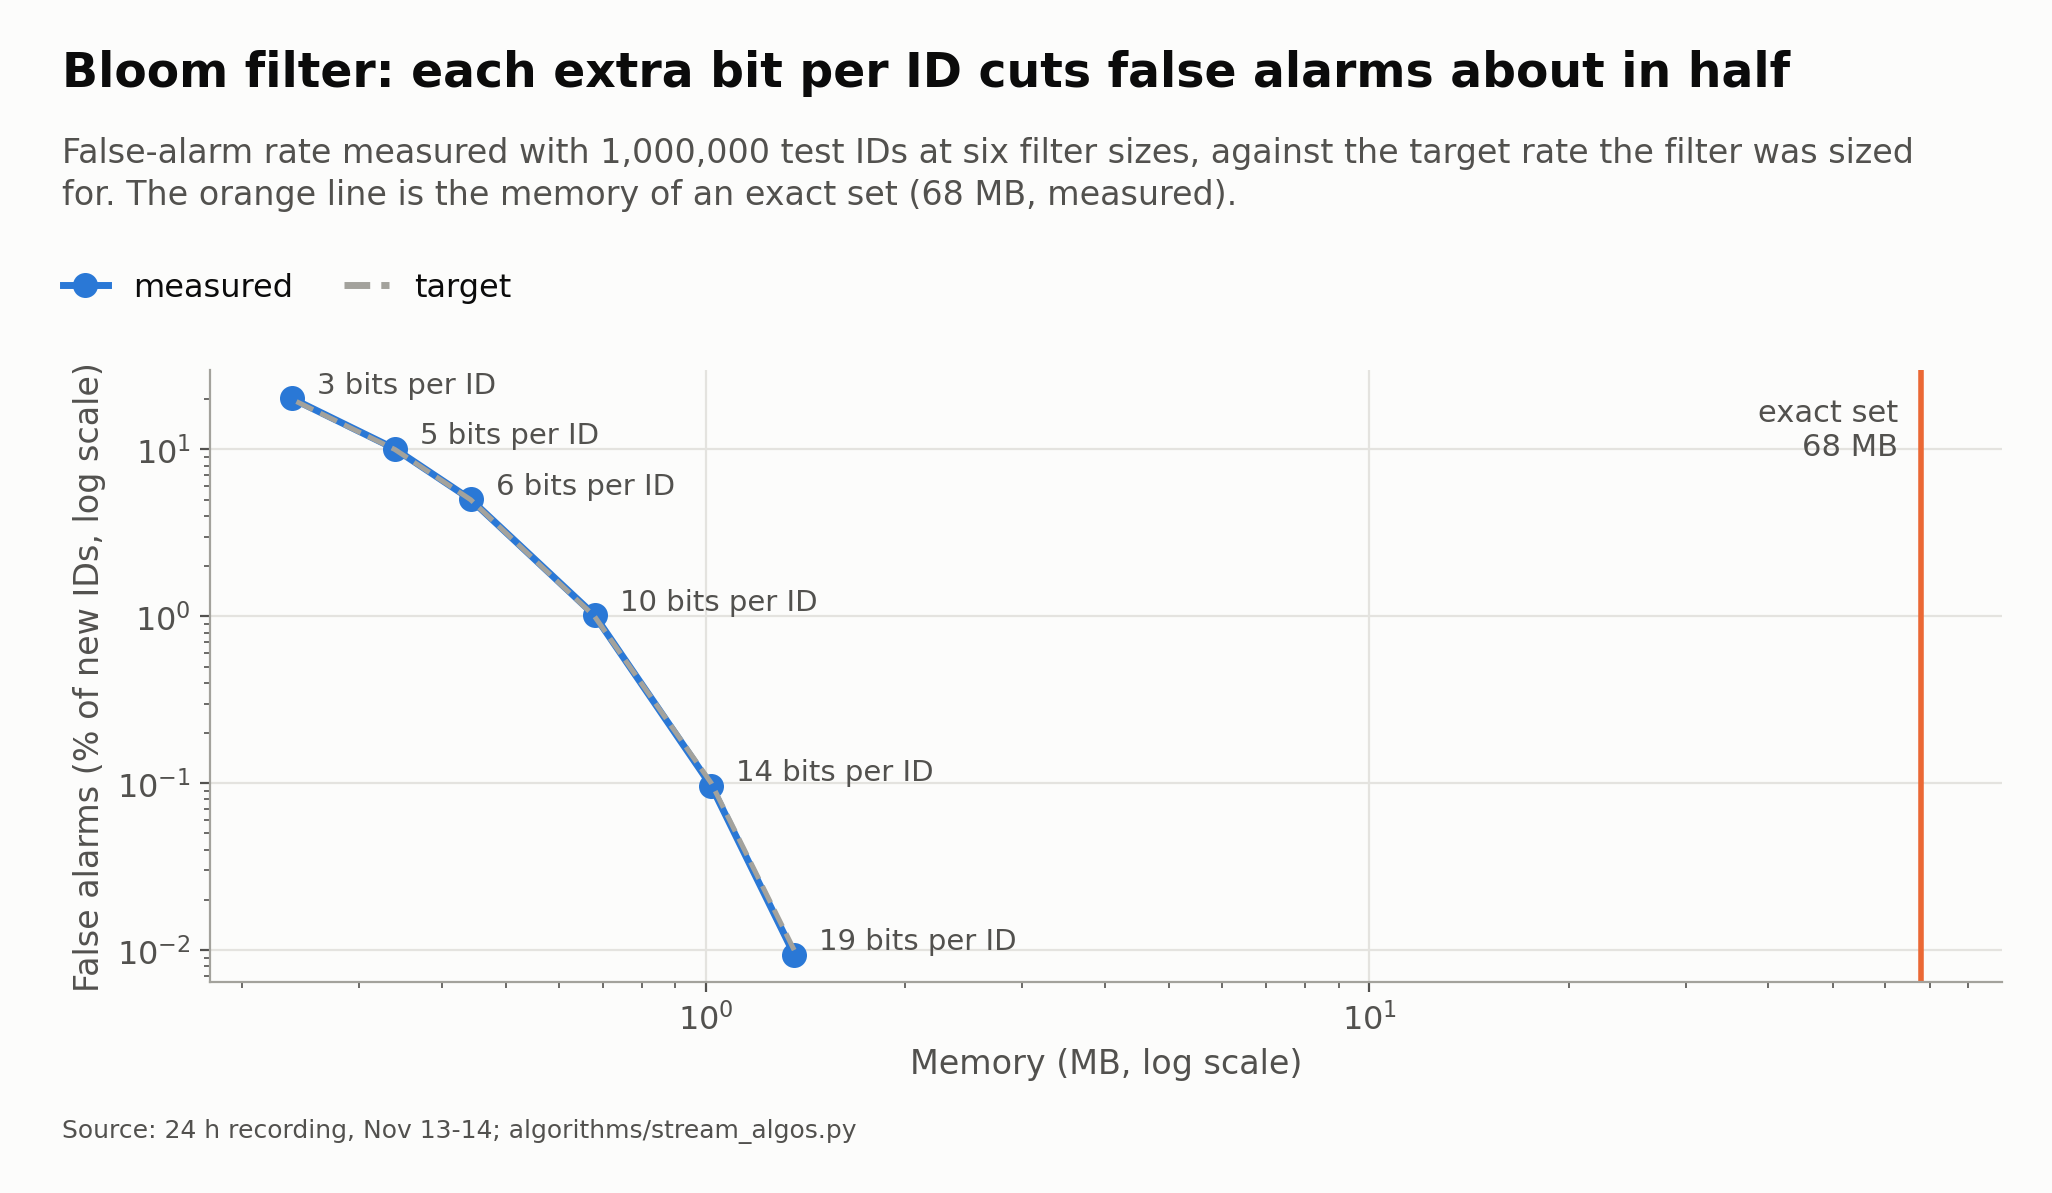 Bloom filter: each extra bit per ID cuts false alarms about in half
False-alarm rate measured with 1,000,000 test IDs at six filter sizes, against the target rate the filter was sized
for. The orange line is the memory of an exact set (68 MB, measured).
measured
target
False alarms (% of new IDs, log scale)
10¹
10⁰
10⁻¹
10⁻²
3 bits per ID
5 bits per ID
6 bits per ID
10 bits per ID
14 bits per ID
19 bits per ID
exact set
68 MB
10⁰
10¹
Memory (MB, log scale)
Source: 24 h recording, Nov 13-14; algorithms/stream_algos.py